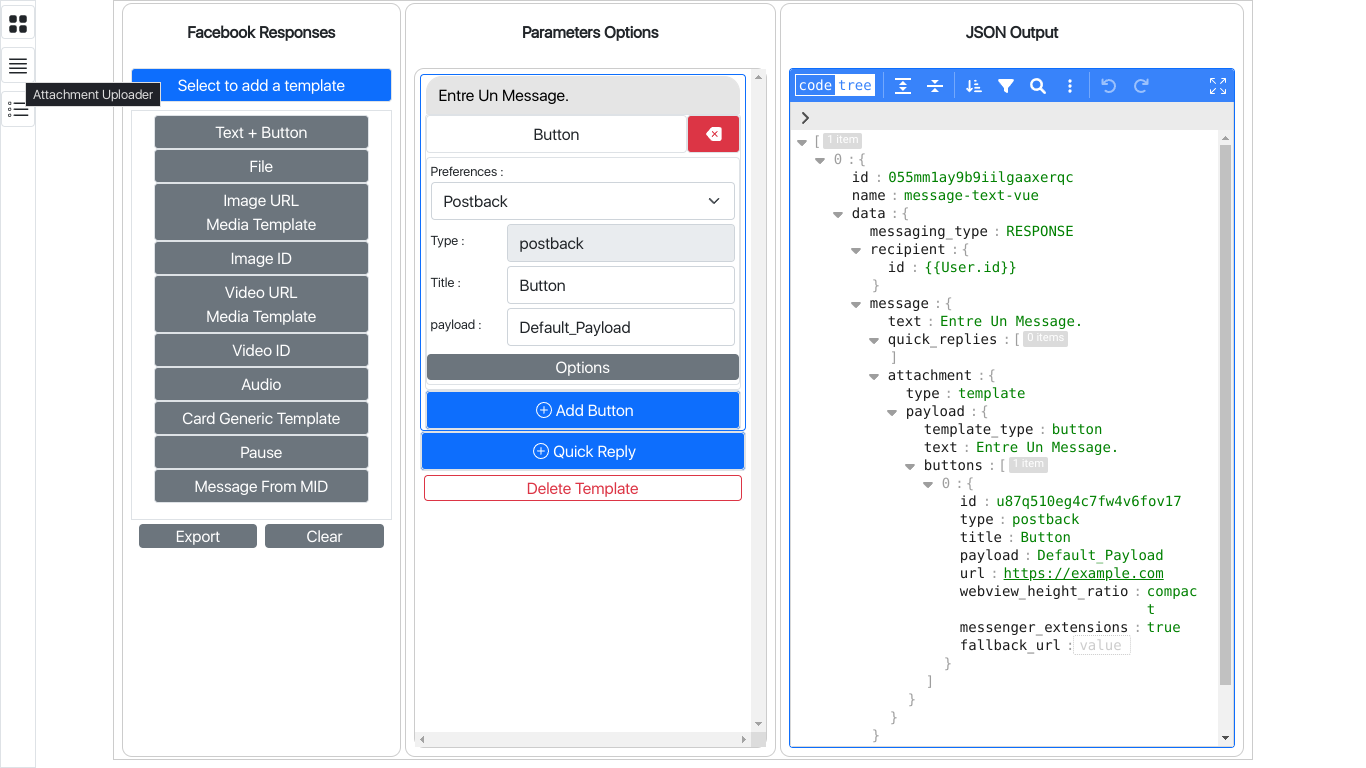 Facebook Responses
Select to add a template
Attachment Uploader
Text + Button
File
Image URL
Media Template
Image ID
Video URL
Media Template
Video ID
Audio
Card Generic Template
Pause
Message From MID
Export
Clear
Parameters Options
Entre Un Message.
Button
Preferences :
Postback
Type :
postback
Title :
Button
payload :
Default_Payload
Options
Add Button
Quick Reply
Delete Template
JSON Output
code tree
[ 1 item
0 : {
id : 055mm1ay9b9iilgaaxerqc
name : message-text-vue
data : {
messaging_type : RESPONSE
recipient : {
id : {{User.id}}
}
message : {
text : Entre Un Message.
quick_replies : [ 0 items
]
attachment : {
type : template
payload : {
template_type : button
text : Entre Un Message.
buttons : [ 1 item
0 : {
id : u87q510eg4c7fw4v6fov17
type : postback
title : Button
payload : Default_Payload
url : https://example.com
webview_height_ratio : compac
t
messenger_extensions : true
fallback_url : value
}
]
}
}
}